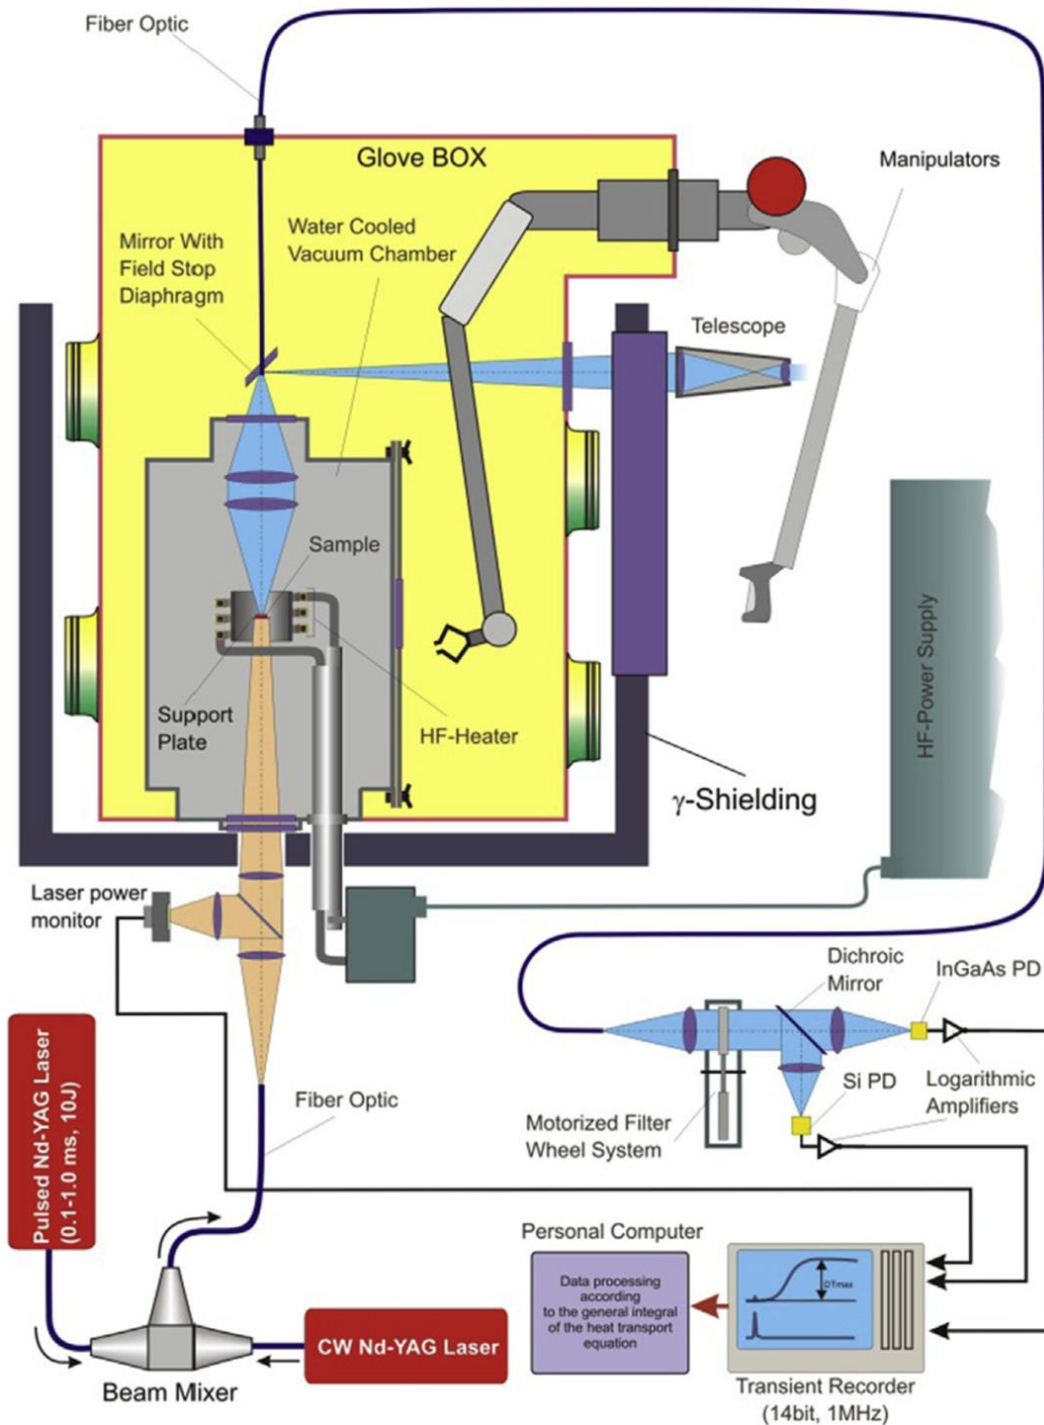 Fiber Optic
Glove BOX
Manipulators
Mirror With
Field Stop
Diaphragm
Water Cooled
Vacuum Chamber
Telescope
Sample
HF-Power Supply
Support
Plate
HF-Heater
γ-Shielding
Laser power
monitor
Dichroic
Mirror
InGaAs PD
Si PD
Logarithmic
Amplifiers
Motorized Filter
Wheel System
Pulsed Nd-YAG Laser
(0.1-1.0 ms, 10J)
Fiber Optic
Personal Computer
Data processing
according
to the general integral
of the heat transport
equation
DTmax
CW Nd-YAG Laser
Beam Mixer
Transient Recorder
(14bit, 1MHz)